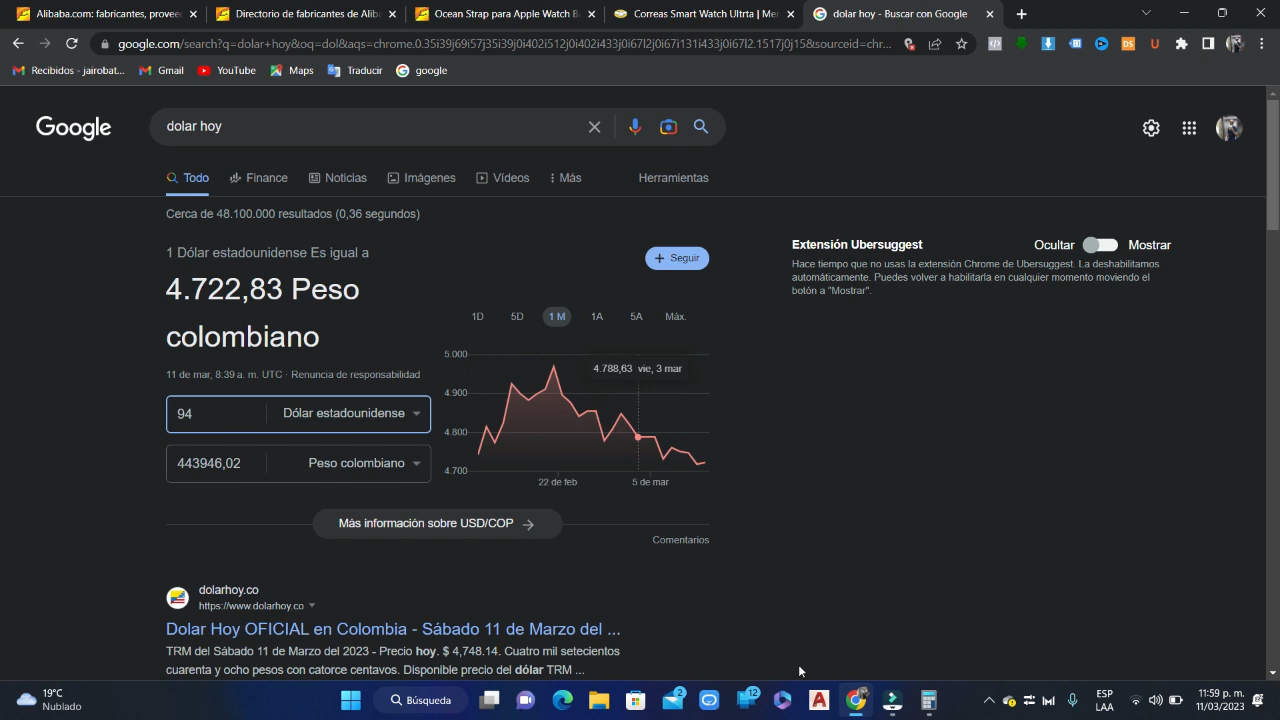 Alibaba.com: fabricantes, provee
Directorio de fabricantes de Aliba
Ocean Strap para Apple Watch Ba
Correas Smart Watch Ultrta | Mer
dolar hoy - Buscar con Google
google.com/search?q=dolar+hoy&rq=dol&aqs=chrome.0.35i39j69i57j35i39j0i402i512j0i402i433j0i67l2j0i67i131i433j0i67l2.1517j0j15&sourceid=chr...
Recibidos - jairobat...
Gmail
YouTube
Maps
Traducir
google
Google
dolar hoy
Todo
Finance
Noticias
Imágenes
Vídeos
Más
Herramientas
Cerca de 48.100.000 resultados (0,36 segundos)
1 Dólar estadounidense Es igual a
4.722,83 Peso
colombiano
11 de mar, 8:39 a. m. UTC · Renuncia de responsabilidad
94 Dólar estadounidense
443946,02 Peso colombiano
+ Seguir
1D 5D 1 M 1A 5A Máx.
5.000
4.788,63 vie, 3 mar
4.900
4.800
4.700
22 de feb 5 de mar
Más información sobre USD/COP →
Comentarios
Extensión Ubersuggest
Ocultar Mostrar
Hace tiempo que no usas la extensión Chrome de Ubersuggest. La deshabilitamos
automáticamente. Puedes volver a habilitarla en cualquier momento moviendo el
botón a "Mostrar".
dolarhoy.co
https://www.dolarhoy.co
Dolar Hoy OFICIAL en Colombia - Sábado 11 de Marzo del ...
TRM del Sábado 11 de Marzo del 2023 - Precio hoy. $ 4,748.14. Cuatro mil setecientos
cuarenta y ocho pesos con catorce centavos. Disponible precio del dólar TRM ...
19°C
Nublado
Búsqueda
2
12
ESP
LAA
11:59 p. m.
11/03/2023